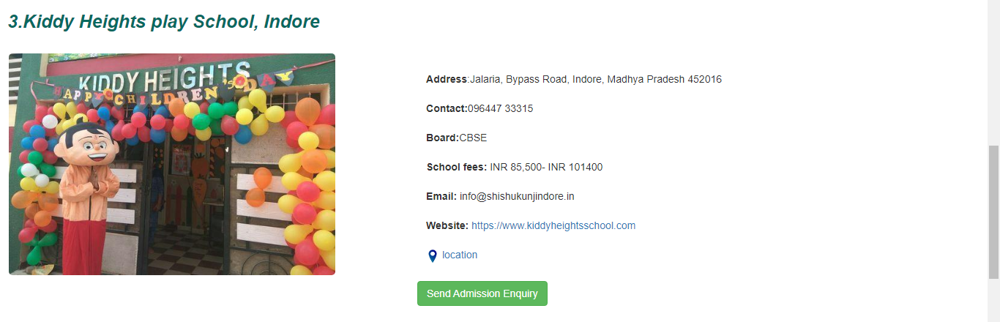 3.Kiddy Heights play School, Indore
KIDDY HEIGHTS
HAPPY CHILDREN'S DAY
Address:Jalaria, Bypass Road, Indore, Madhya Pradesh 452016
Contact:096447 33315
Board:CBSE
School fees: INR 85,500- INR 101400
Email: info@shishukunjindore.in
Website: https://www.kiddyheightsschool.com
location
Send Admission Enquiry